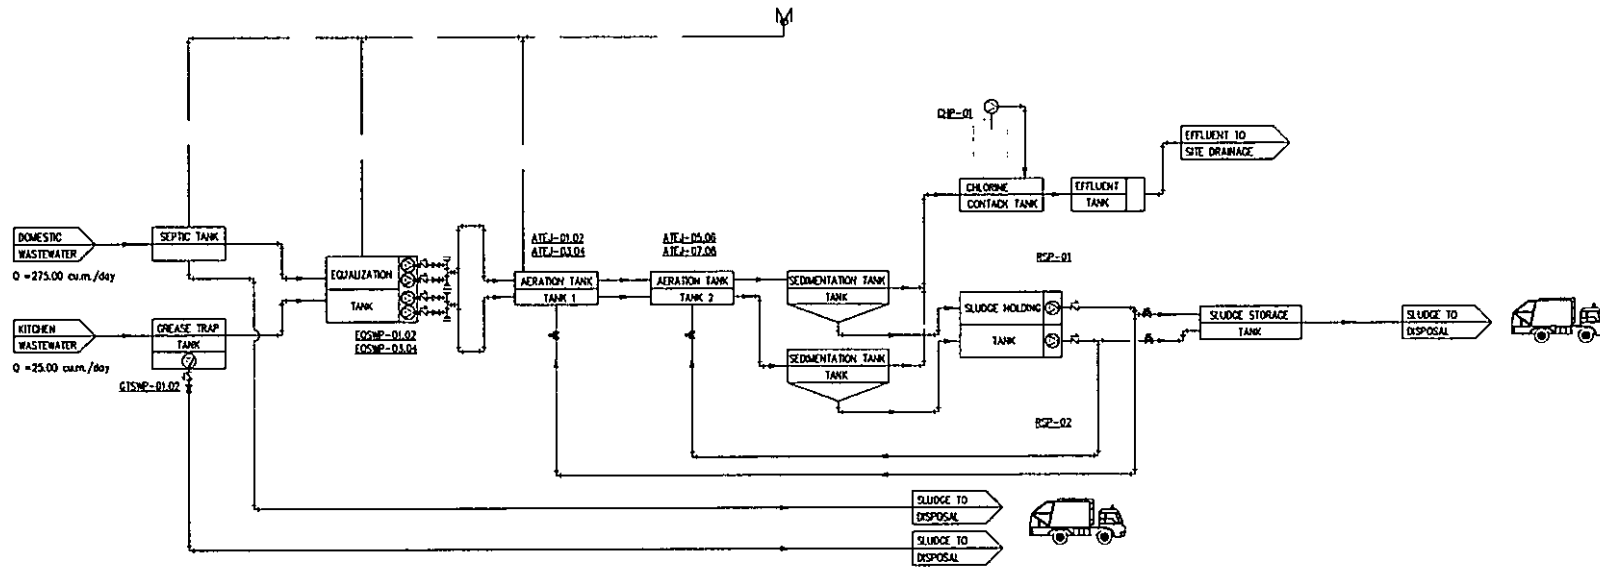 CHP-01
EFFLUENT TO
SITE DRAINAGE
CHLORINE
CONTACK TANK
EFFLUENT
TANK
DOMESTIC
WASTEWATER
Q =275.00 cu.m./day
SEPTIC TANK
EQUALIZATION
TANK
EQSWP-01.02
EQSWP-03.04
ATEJ-01.02
ATEJ-03.04
AERATION TANK
TANK 1
ATEJ-05.06
ATEJ-07.08
AERATION TANK
TANK 2
SEDIMENTATION TANK
TANK
RSP-01
SLUDGE HOLDING
TANK
SLUDGE STORAGE
TANK
SLUDGE TO
DISPOSAL
KITCHEN
WASTEWATER
Q =25.00 cu.m./day
GREASE TRAP
TANK
GTSWP-01.02
SEDIMENTATION TANK
TANK
RSP-02
SLUDGE TO
DISPOSAL
SLUDGE TO
DISPOSAL